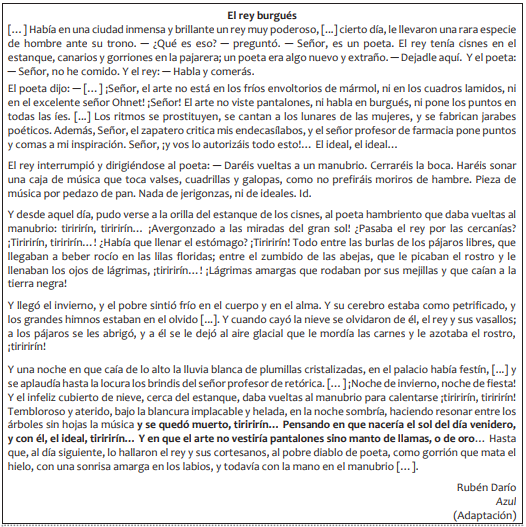 El rey burgués
[...] Había en una ciudad inmensa y brillante un rey muy poderoso, [...] cierto día, le llevaron una rara especie
de hombre ante su trono. — ¿Qué es eso? — preguntó. — Señor, es un poeta. El rey tenía cisnes en el
estanque, canarios y gorriones en la pajarera; un poeta era algo nuevo y extraño. — Dejadle aquí. Y el poeta:
— Señor, no he comido. Y el rey: — Habla y comerás.
El poeta dijo: — [...] ¡Señor, el arte no está en los fríos envoltorios de mármol, ni en los cuadros lamidos, ni
en el excelente señor Ohnet! ¡Señor! El arte no viste pantalones, ni habla en burgués, ni pone los puntos en
todas las íes. [...] Los ritmos se prostituyen, se cantan a los lunares de las mujeres, y se fabrican jarabes
poéticos. Además, Señor, el zapatero critica mis endecasílabos, y el señor profesor de farmacia pone puntos
y comas a mi inspiración. Señor, ¡y vos lo autorizáis todo esto!... El ideal, el ideal...
El rey interrumpió y dirigiéndose al poeta: — Daréis vueltas a un manubrio. Cerraréis la boca. Haréis sonar
una caja de música que toca valses, cuadrillas y galopas, como no prefiráis moriros de hambre. Pieza de
música por pedazo de pan. Nada de jerigonzas, ni de ideales. Id.
Y desde aquel día, pudo verse a la orilla del estanque de los cisnes, al poeta hambriento que daba vueltas al
manubrio: tiririrín, tiririrín... ¡Avergonzado a las miradas del gran sol! ¿Pasaba el rey por las cercanías?
¡Tiririrín, tiririrín...! ¿Había que llenar el estómago? ¡Tiririrín! Todo entre las burlas de los pájaros libres, que
llegaban a beber rocío en las lilas floridas; entre el zumbido de las abejas, que le picaban el rostro y le
llenaban los ojos de lágrimas, ¡tiririrín...! ¡Lágrimas amargas que rodaban por sus mejillas y que caían a la
tierra negra!
Y llegó el invierno, y el pobre sintió frío en el cuerpo y en el alma. Y su cerebro estaba como petrificado, y
los grandes himnos estaban en el olvido [...]. Y cuando cayó la nieve se olvidaron de él, el rey y sus vasallos;
a los pájaros se les abrigó, y a él se le dejó al aire glacial que le mordía las carnes y le azotaba el rostro,
¡tiririrín!
Y una noche en que caía de lo alto la lluvia blanca de plumillas cristalizadas, en el palacio había festín, [...] y
se aplaudía hasta la locura los brindis del señor profesor de retórica. [...] ¡Noche de invierno, noche de fiesta!
Y el infeliz cubierto de nieve, cerca del estanque, daba vueltas al manubrio para calentarse ¡tiririrín, tiririrín!
Tembloroso y aterido, bajo la blancura implacable y helada, en la noche sombría, haciendo resonar entre los
árboles sin hojas la música y se quedó muerto, tiririrín... Pensando en que nacería el sol del día venidero,
y con él, el ideal, tiririrín... Y en que el arte no vestiría pantalones sino manto de llamas, o de oro... Hasta
que, al día siguiente, lo hallaron el rey y sus cortesanos, al pobre diablo de poeta, como gorrión que mata el
hielo, con una sonrisa amarga en los labios, y todavía con la mano en el manubrio [...].
Rubén Darío
Azul
(Adaptación)